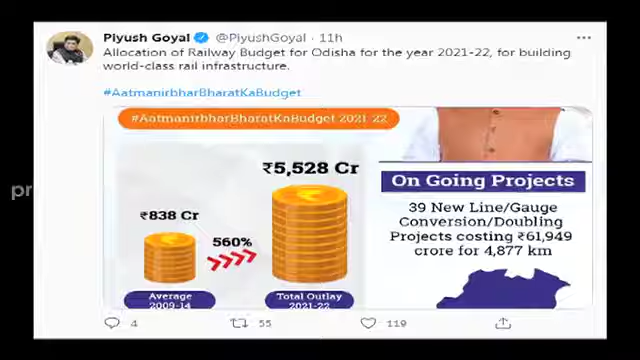 Piyush Goyal @PiyushGoyal · 11h
Allocation of Railway Budget for Odisha for the year 2021-22, for building
world-class rail infrastructure.
#AatmanirbharBharatKaBudget
#AatmanirbharBharatKaBudget 2021-22
₹5,528 Cr
₹838 Cr
560%
Average
2009-14
Total Outlay
2021-22
On Going Projects
39 New Line/Gauge
Conversion/Doubling
Projects costing ₹61,949
crore for 4,877 km
4 55 119